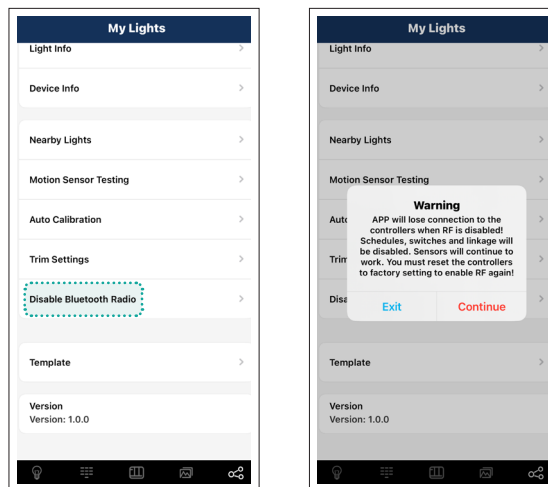 My Lights
Light Info
Device Info
Nearby Lights
Motion Sensor Testing
Auto Calibration
Trim Settings
Disable Bluetooth Radio
Template
Version
Version: 1.0.0
My Lights
Light Info
Device Info
Nearby Lights
Motion Sensor Testing
Auto
Trim
Disa
Warning
APP will lose connection to the
controllers when RF is disabled!
Schedules, switches and linkage will
be disabled. Sensors will continue to
work. You must reset the controllers
to factory setting to enable RF again!
Exit
Continue
Template
Version
Version: 1.0.0